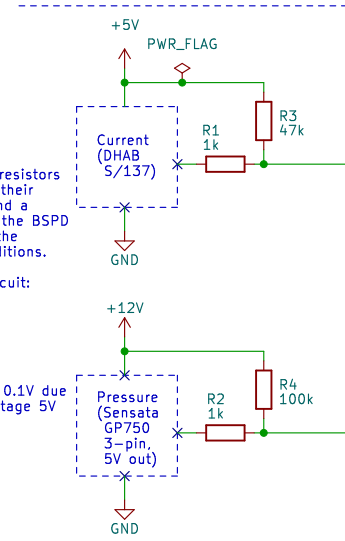 +5V
PWR_FLAG
R3
47k
R1
1k
Current
(DHAB
S/137)
resistors
their
nd a
the BSPD
the
ditions.
GND
cuit:
+12V
0.1V due
tage 5V
Pressure
(Sensata
GP750
3-pin,
5V out)
R2
1k
R4
100k
GND